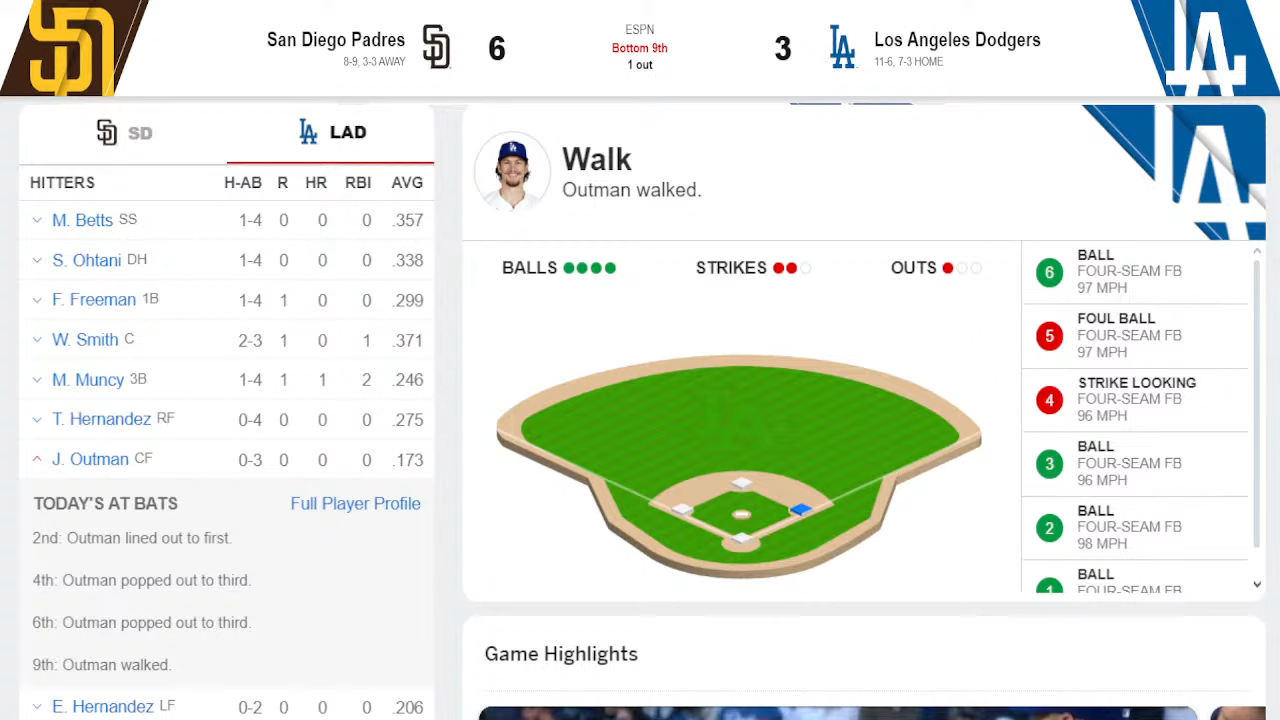 San Diego Padres
8-9, 3-3 AWAY
6
ESPN
Bottom 9th
1 out
3
Los Angeles Dodgers
11-6, 7-3 HOME
SD
LAD
HITTERS H-AB R HR RBI AVG
M. Betts SS 1-4 0 0 0 .357
S. Ohtani DH 1-4 0 0 0 .338
F. Freeman 1B 1-4 1 0 0 .299
W. Smith C 2-3 1 0 1 .371
M. Muncy 3B 1-4 1 1 2 .246
T. Hernandez RF 0-4 0 0 0 .275
J. Outman CF 0-3 0 0 0 .173
TODAY'S AT BATS Full Player Profile
2nd: Outman lined out to first.
4th: Outman popped out to third.
6th: Outman popped out to third.
9th: Outman walked.
E. Hernandez LF 0-2 0 0 0 .206
Walk
Outman walked.
BALLS STRIKES OUTS
6 BALL
FOUR-SEAM FB
97 MPH
5 FOUL BALL
FOUR-SEAM FB
97 MPH
4 STRIKE LOOKING
FOUR-SEAM FB
96 MPH
3 BALL
FOUR-SEAM FB
96 MPH
2 BALL
FOUR-SEAM FB
98 MPH
1 BALL
FOUR-SEAM FB
Game Highlights